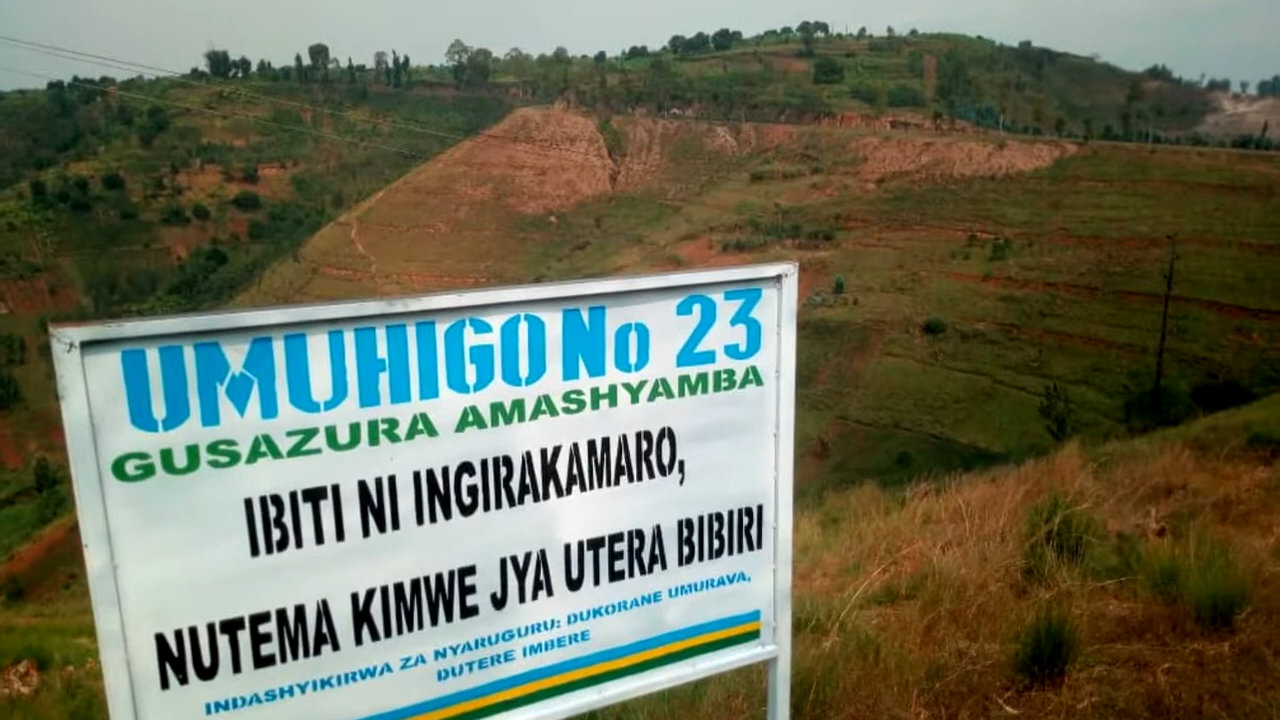 UMUHIGO No 23
GUSAZURA AMASHYAMBA
IBITI NI INGIRAKAMARO,
NUTEMA KIMWE JYA UTERA BIBIRI
INDASHYIKIRWA ZA NYARUGURU: DUKORANE UMURAVA,
DUTERE IMBERE